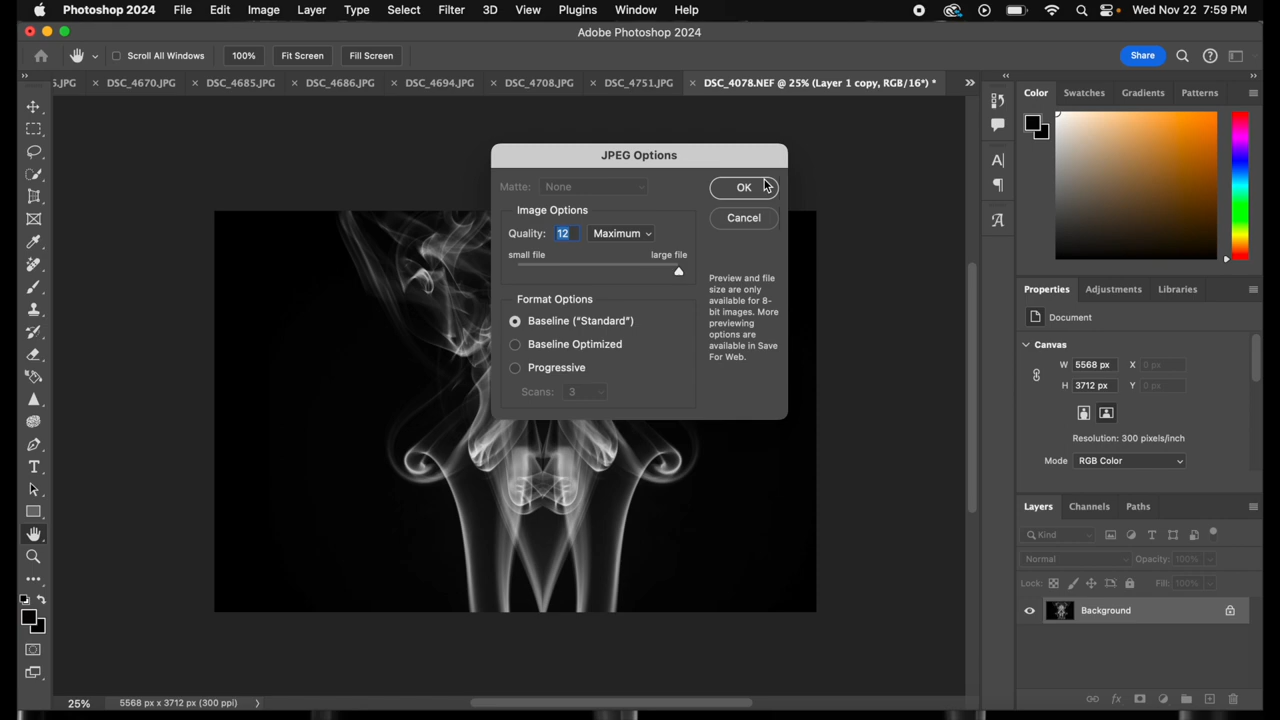 Photoshop 2024 File Edit Image Layer Type Select Filter 3D View Plugins Window Help Wed Nov 22 7:59 PM
Adobe Photoshop 2024
Scroll All Windows 100% Fit Screen Fill Screen Share
5.JPG × DSC_4670.JPG × DSC_4685.JPG × DSC_4686.JPG × DSC_4694.JPG × DSC_4708.JPG × DSC_4751.JPG × DSC_4078.NEF @ 25% (Layer 1 copy, RGB/16*) *
JPEG Options
Matte: None OK
Image Options Cancel
Quality: 12 Maximum
small file large file
Preview and file
size are only
available for 8-
bit images. More
previewing
options are
available in Save
For Web.
Format Options
Baseline (“Standard”)
Baseline Optimized
Progressive
Scans: 3
Color Swatches Gradients Patterns
Properties Adjustments Libraries
Document
Canvas
W 5568 px X 0 px
H 3712 px Y 0 px
Resolution: 300 pixels/inch
Mode RGB Color
Layers Channels Paths
Kind
Normal Opacity: 100%
Lock: Fill: 100%
Background
25% 5568 px x 3712 px (300 ppi)